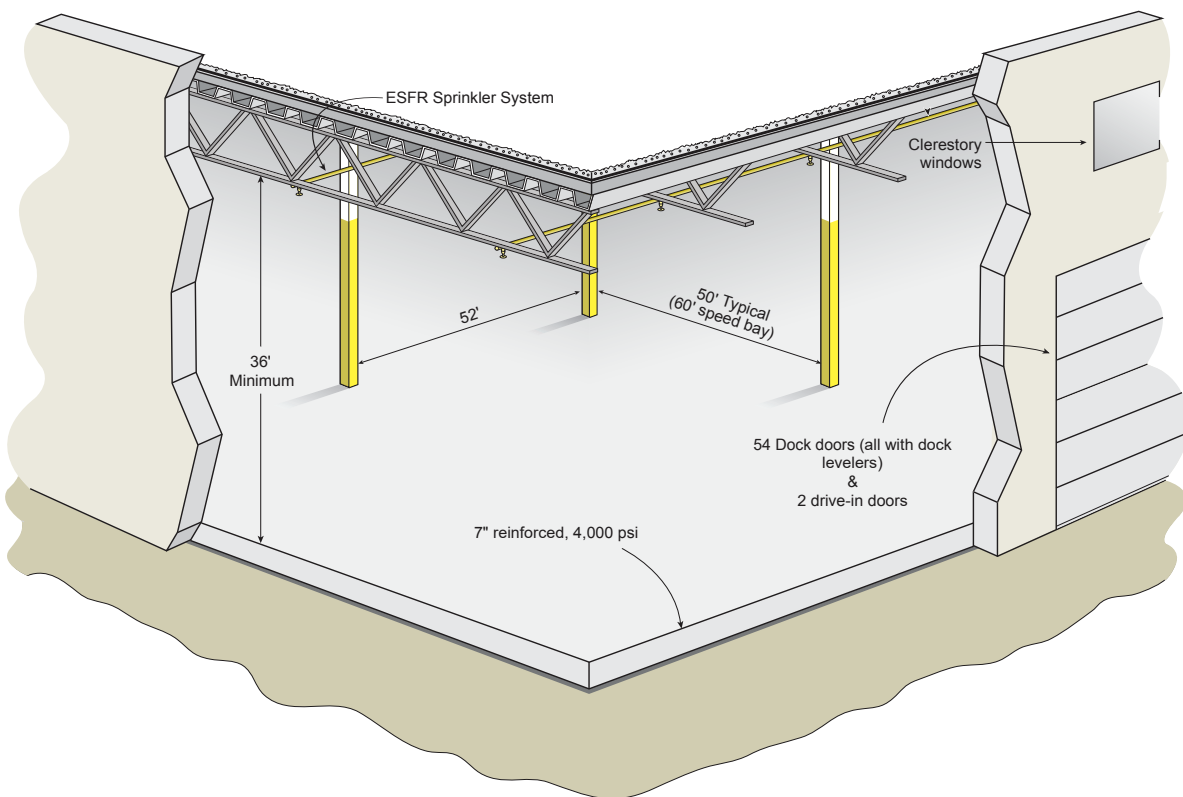 ESFR Sprinkler System
Clerestory
windows
52'
50' Typical
(60' speed bay)
36'
Minimum
54 Dock doors (all with dock
levelers)
&
2 drive-in doors
7" reinforced, 4,000 psi